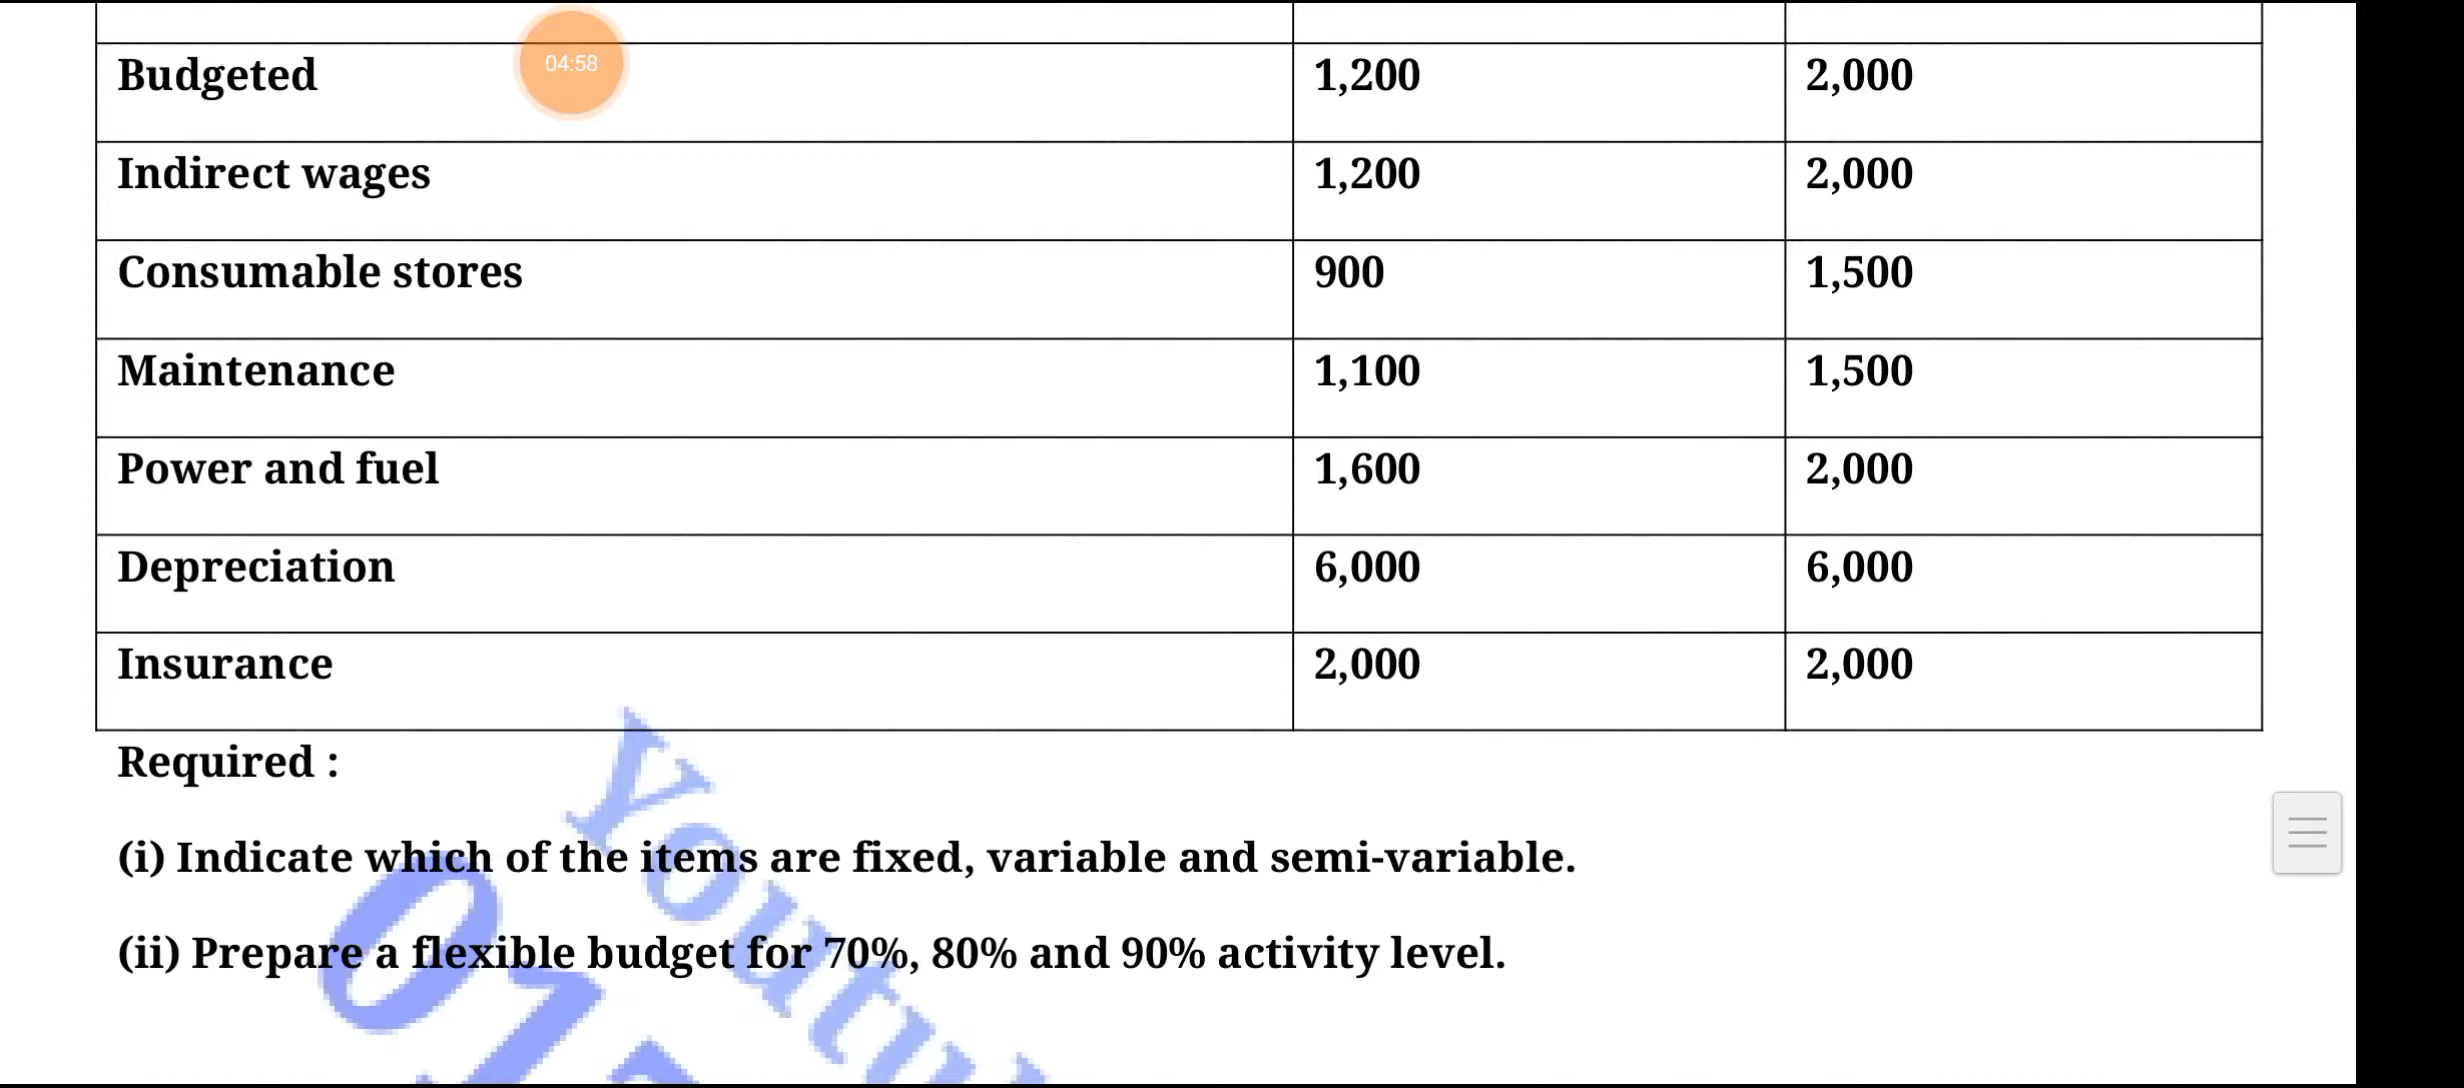 04:58
Budgeted 1,200 2,000
Indirect wages 1,200 2,000
Consumable stores 900 1,500
Maintenance 1,100 1,500
Power and fuel 1,600 2,000
Depreciation 6,000 6,000
Insurance 2,000 2,000
Required :
(i) Indicate which of the items are fixed, variable and semi-variable.
(ii) Prepare a flexible budget for 70%, 80% and 90% activity level.